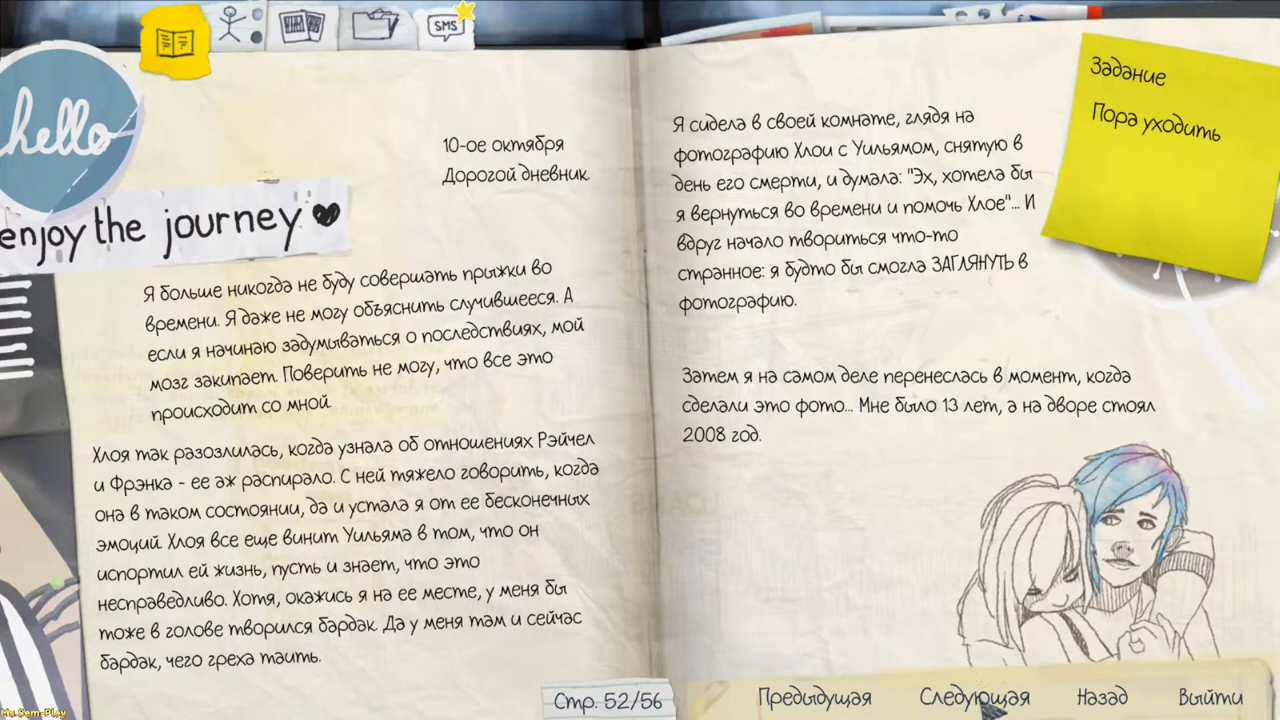 SMS
hello
enjoy the journey
10-ое октября
Дорогой дневник.
Я больше никогда не буду совершать прыжки во
времени. Я даже не могу объяснить случившееся. А
если я начинаю задумываться о последствиях, мой
мозг закипает. Поверить не могу, что все это
происходит со мной.
Хлоя так разозлилась, когда узнала об отношениях Рэйчел
и Фрэнка - ее аж распирало. С ней тяжело говорить, когда
она в таком состоянии, да и устала я от ее бесконечных
эмоций. Хлоя все еще винит Уильяма в том, что он
испортил ей жизнь, пусть и знает, что это
несправедливо. Хотя, окажись я на ее месте, у меня бы
тоже в голове творился бардак. Да у меня там и сейчас
бардак, чего греха таить.
Я сидела в своей комнате, глядя на
фотографию Хлои с Уильямом, снятую в
день его смерти, и думала: "Эх, хотела бы
я вернуться во времени и помочь Хлое"... И
вдруг начало твориться что-то
странное: я будто бы смогла ЗАГЛЯНУТЬ в
фотографию.
Затем я на самом деле перенеслась в момент, когда
сделали это фото... Мне было 13 лет, а на дворе стоял
2008 год.
Задание
Пора уходить
Стр. 52/56
Предыдущая
Следующая
Назад
Выйти
Ms.Sem-Play